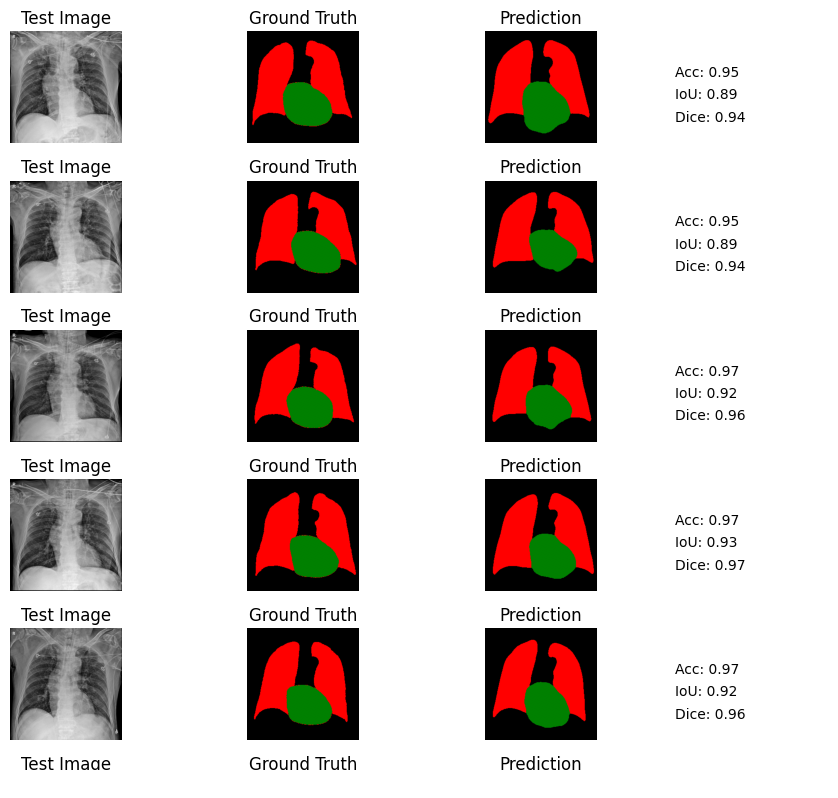 Test Image
Ground Truth
Prediction
Acc: 0.95
IoU: 0.89
Dice: 0.94
Test Image
Ground Truth
Prediction
Acc: 0.95
IoU: 0.89
Dice: 0.94
Test Image
Ground Truth
Prediction
Acc: 0.97
IoU: 0.92
Dice: 0.96
Test Image
Ground Truth
Prediction
Acc: 0.97
IoU: 0.93
Dice: 0.97
Test Image
Ground Truth
Prediction
Acc: 0.97
IoU: 0.92
Dice: 0.96
Test Image
Ground Truth
Prediction